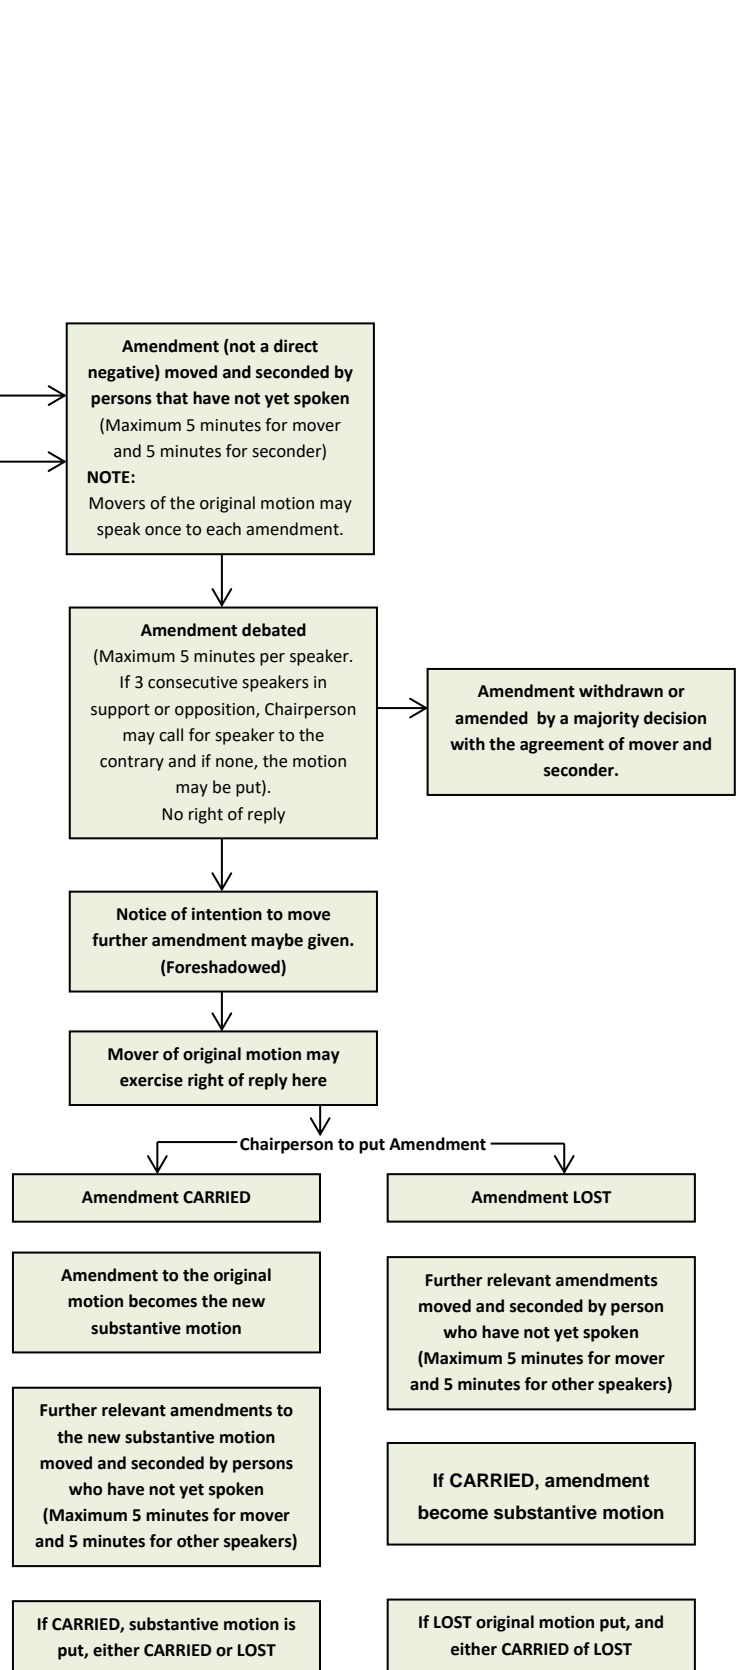 Amendment (not a direct
negative) moved and seconded by
persons that have not yet spoken
(Maximum 5 minutes for mover
and 5 minutes for seconder)
NOTE:
Movers of the original motion may
speak once to each amendment.
Amendment debated
(Maximum 5 minutes per speaker.
If 3 consecutive speakers in
support or opposition, Chairperson
may call for speaker to the
contrary and if none, the motion
may be put).
No right of reply
Amendment withdrawn or
amended by a majority decision
with the agreement of mover and
seconder.
Notice of intention to move
further amendment maybe given.
(Foreshadowed)
Mover of original motion may
exercise right of reply here
Chairperson to put Amendment
Amendment CARRIED
Amendment to the original
motion becomes the new
substantive motion
Further relevant amendments to
the new substantive motion
moved and seconded by persons
who have not yet spoken
(Maximum 5 minutes for mover
and 5 minutes for other speakers)
If CARRIED, substantive motion is
put, either CARRIED or LOST
Amendment LOST
Further relevant amendments
moved and seconded by person
who have not yet spoken
(Maximum 5 minutes for mover
and 5 minutes for other speakers)
If CARRIED, amendment
become substantive motion
If LOST original motion put, and
either CARRIED of LOST